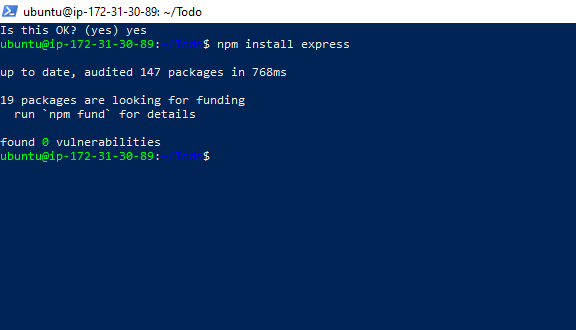 ubuntu@ip-172-31-30-89: ~/Todo
Is this OK? (yes) yes
ubuntu@ip-172-31-30-89:~/Todo$ npm install express
up to date, audited 147 packages in 768ms
19 packages are looking for funding
run `npm fund` for details
found 0 vulnerabilities
ubuntu@ip-172-31-30-89:~/Todo$